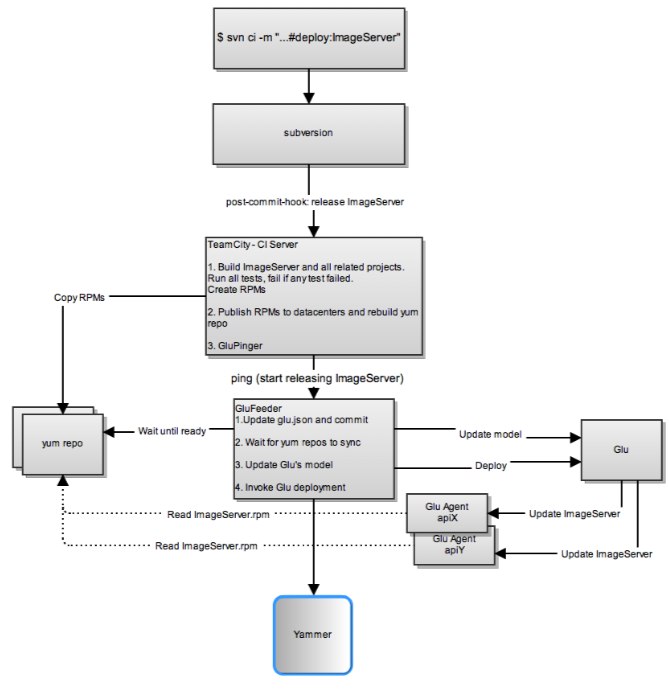 $ svn ci -m "...#deploy:ImageServer"
subversion
post-commit-hook: release ImageServer
TeamCity - CI Server
1. Build ImageServer and all related projects.
Run all tests, fail if any test failed.
Create RPMs
2. Publish RPMs to datacenters and rebuild yum
repo
3. GluPinger
Copy RPMs
ping (start releasing ImageServer)
GluFeeder
1.Update glu.json and commit
2. Wait for yum repos to sync
3. Update Glu's model
4. Invoke Glu deployment
Wait until ready
yum repo
Update model
Deploy
Glu
Glu Agent
apiX
Update ImageServer
Read ImageServer.rpm
Glu Agent
apiY
Update ImageServer
Read ImageServer.rpm
Yammer